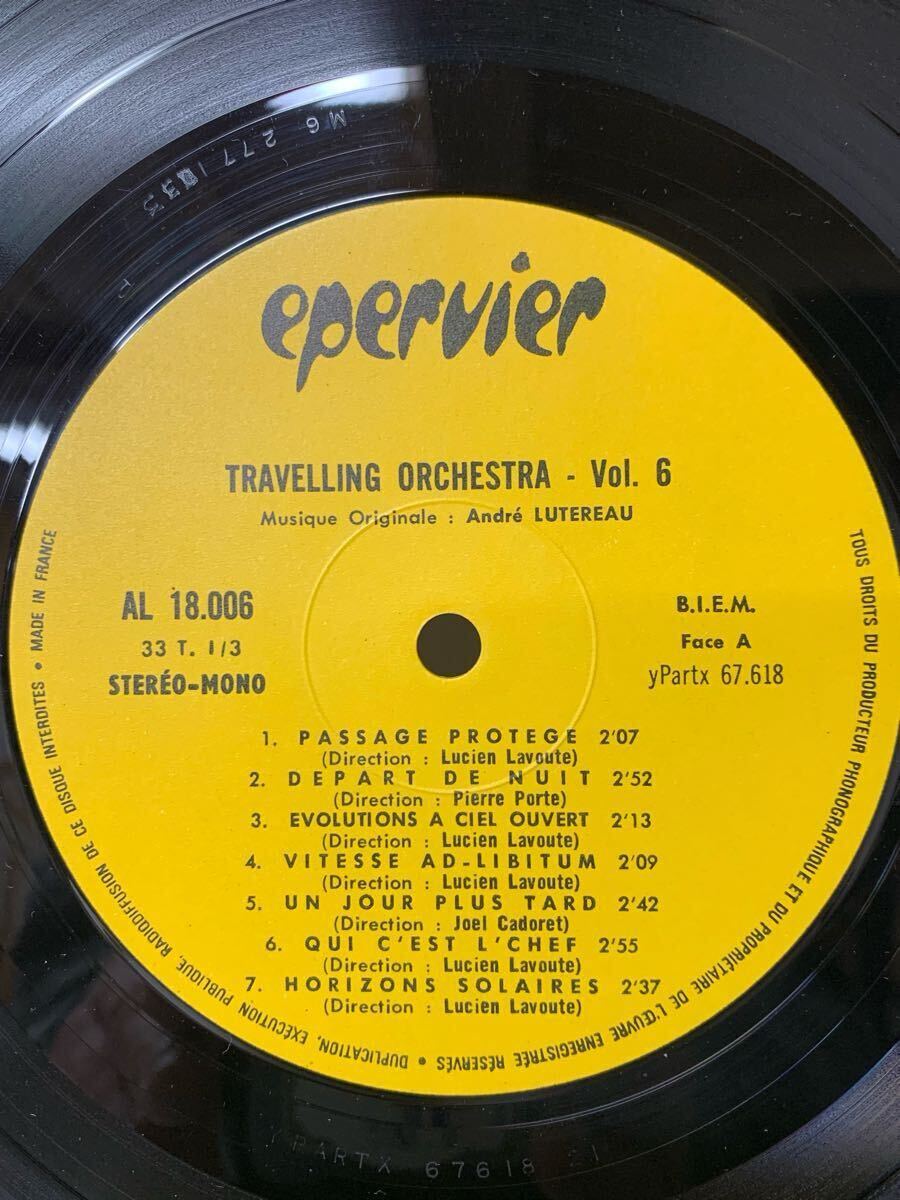 M6 277 1033
P
epervier
TRAVELLING ORCHESTRA - Vol. 6
Musique Originale : André LUTEREAU
AL 18.006
33 T. 1/3
STERÉO-MONO
B.I.E.M.
Face A
yPartx 67.618
1. PASSAGE PROTEGE 2'07
(Direction : Lucien Lavoute)
2. DEPART DE NUIT 2'52
(Direction : Pierre Porte)
3. EVOLUTIONS A CIEL OUVERT 2'13
(Direction : Lucien Lavoute)
4. VITESSE AD-LIBITUM 2'09
(Direction : Lucien Lavoute)
5. UN JOUR PLUS TARD 2'42
(Direction : Joel Cadoret)
6. QUI C'EST L'CHEF 2'55
(Direction : Lucien Lavoute)
7. HORIZONS SOLAIRES 2'37
(Direction : Lucien Lavoute)
TOUS DROITS DU PRODUCTEUR PHONOGRAPHIQUE ET DU PROPRIÉTAIRE DE L'ŒUVRE ENREGISTRÉE RÉSERVÉS • DUPLICATION, EXÉCUTION PUBLIQUE, RADIODIFFUSION DE CE DISQUE INTERDITES • MADE IN FRANCE
YPARTX 67618 21